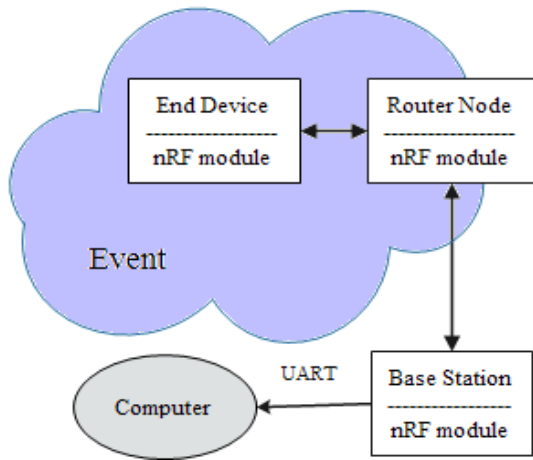 End Device
-------------------
nRF module
Router Node
-------------------
nRF module
Event
UART
Computer
Base Station
------------------
nRF module